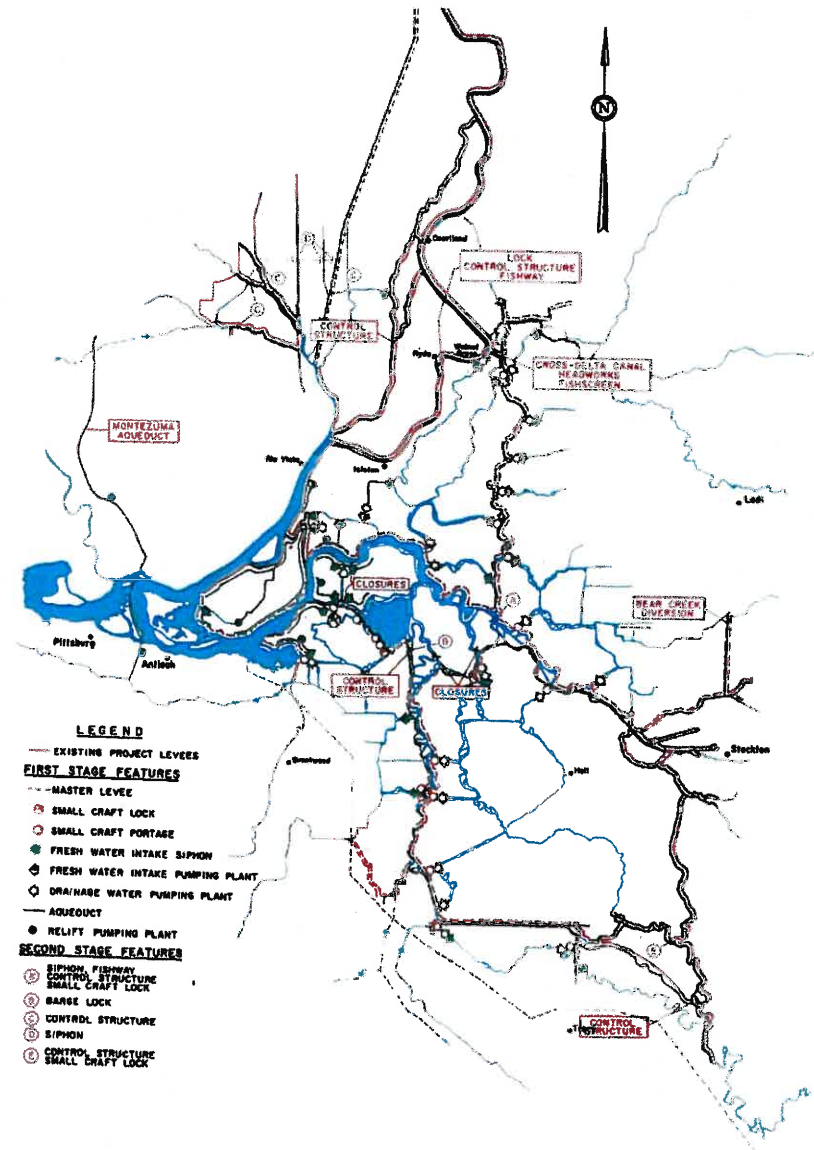 N
Courtland
LOCK
CONTROL STRUCTURE
FISHWAY
D
C
E
C
CONTROL
STRUCTURE
Ryde
Walnut
Grove
CROSS-DELTA CANAL
HEADWORKS
FISHSCREEN
MONTEZUMA
AQUEDUCT
Rio Vista
Isleton
Lodi
CLOSURES
A
BEAR CREEK
DIVERSION
B
Pittsburg
Antioch
CONTROL
STRUCTURE
CLOSURES
Stockton
Brentwood
Holt
LEGEND
EXISTING PROJECT LEVEES
FIRST STAGE FEATURES
MASTER LEVEE
SMALL CRAFT LOCK
SMALL CRAFT PORTAGE
FRESH WATER INTAKE SIPHON
FRESH WATER INTAKE PUMPING PLANT
DRAINAGE WATER PUMPING PLANT
AQUEDUCT
RELIFT PUMPING PLANT
SECOND STAGE FEATURES
A SIPHON, FISHWAY
CONTROL STRUCTURE
SMALL CRAFT LOCK
B BARGE LOCK
C CONTROL STRUCTURE
D SIPHON
E CONTROL STRUCTURE
SMALL CRAFT LOCK
E
CONTROL
STRUCTURE